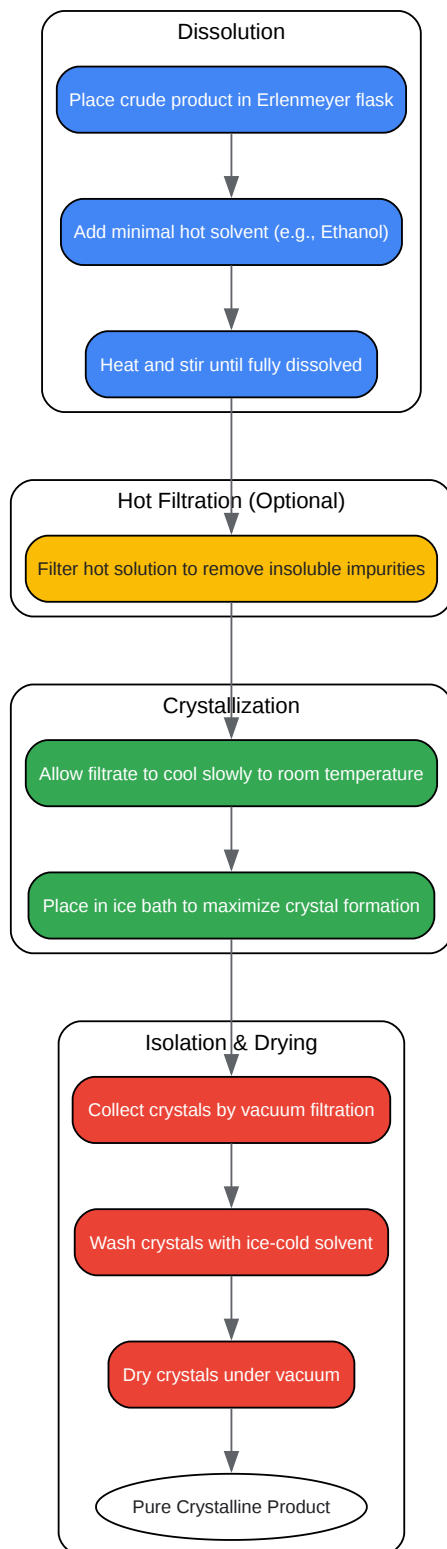 Dissolution
Place crude product in Erlenmeyer flask
Add minimal hot solvent (e.g., Ethanol)
Heat and stir until fully dissolved
Hot Filtration (Optional)
Filter hot solution to remove insoluble impurities
Crystallization
Allow filtrate to cool slowly to room temperature
Place in ice bath to maximize crystal formation
Isolation & Drying
Collect crystals by vacuum filtration
Wash crystals with ice-cold solvent
Dry crystals under vacuum
Pure Crystalline Product